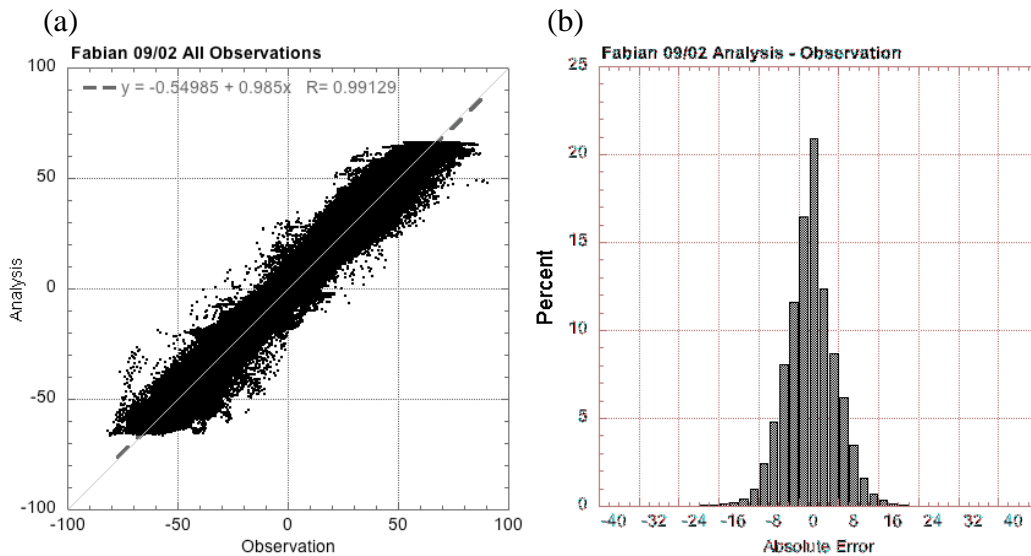 (a)
Fabian 09/02 All Observations
y = -0.54985 + 0.985x R= 0.99129
100
50
0
-50
-100
Analysis
-100 -50 0 50 100
Observation
(b)
Fabian 09/02 Analysis - Observation
25
20
15
10
5
0
Percent
-40 -32 -24 -16 -8 0 8 16 24 32 40
Absolute Error